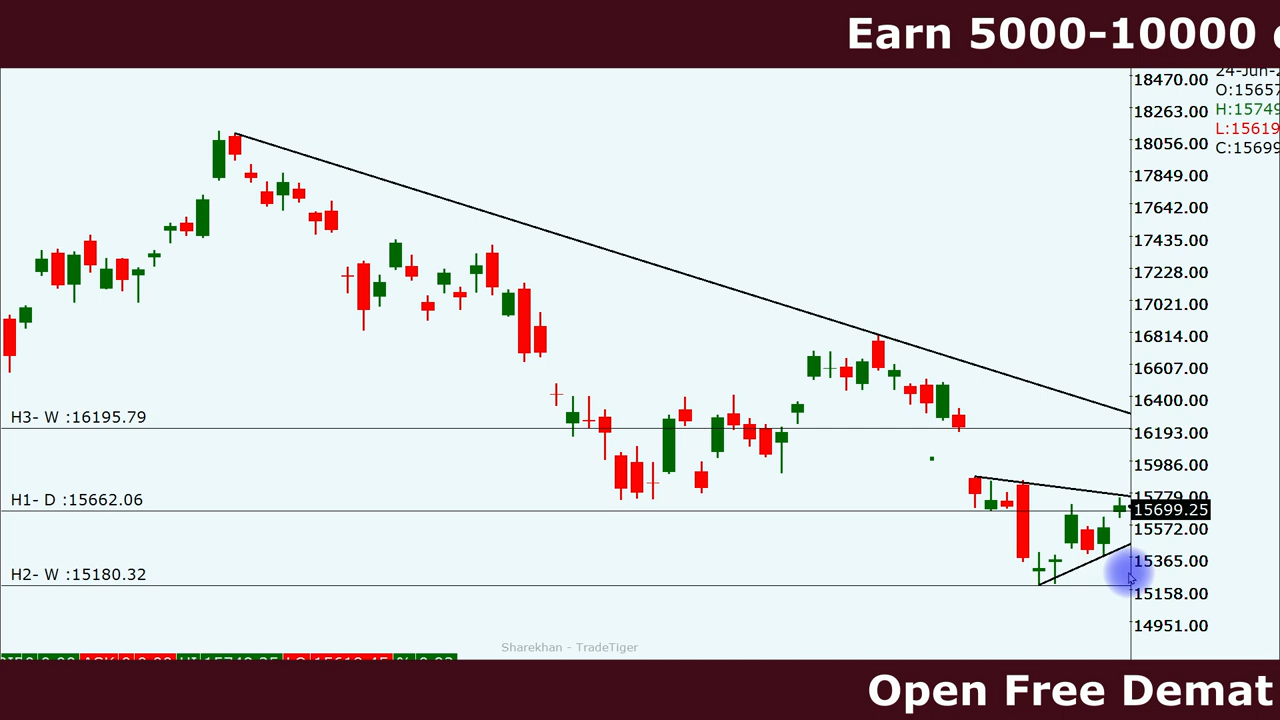 Earn 5000-10000
18470.00
24-Jun-2
18263.00
O:15657
H:15749
L:15619
C:15699
18056.00
17849.00
17642.00
17435.00
17228.00
17021.00
16814.00
16607.00
16400.00
H3- W :16195.79
16193.00
15986.00
H1- D :15662.06
15779.00
15699.25
15572.00
15365.00
H2- W :15180.32
15158.00
14951.00
Sharekhan - TradeTiger
Open Free Demat